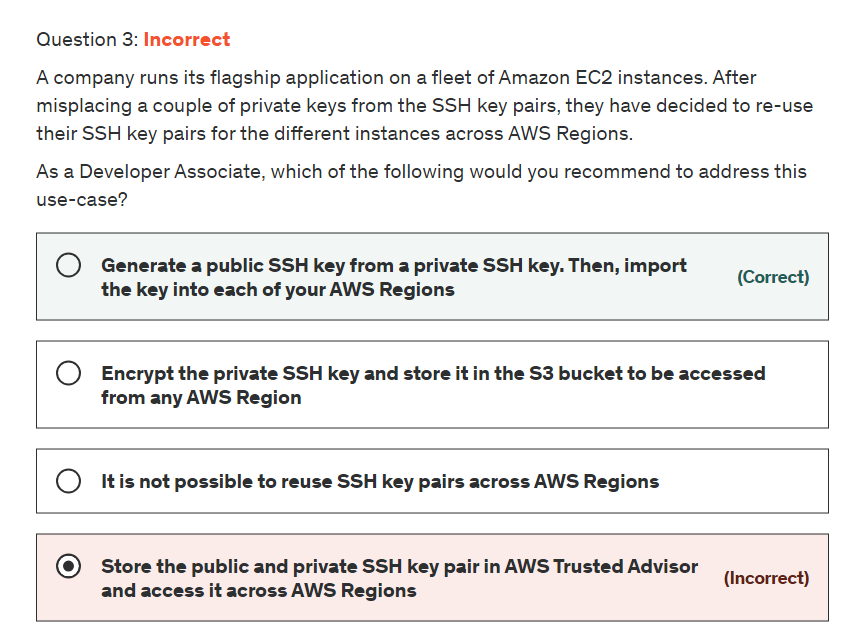 Question 3: Incorrect
A company runs its flagship application on a fleet of Amazon EC2 instances. After
misplacing a couple of private keys from the SSH key pairs, they have decided to re-use
their SSH key pairs for the different instances across AWS Regions.
As a Developer Associate, which of the following would you recommend to address this
use-case?
Generate a public SSH key from a private SSH key. Then, import
the key into each of your AWS Regions
(Correct)
Encrypt the private SSH key and store it in the S3 bucket to be accessed
from any AWS Region
It is not possible to reuse SSH key pairs across AWS Regions
Store the public and private SSH key pair in AWS Trusted Advisor
and access it across AWS Regions
(Incorrect)